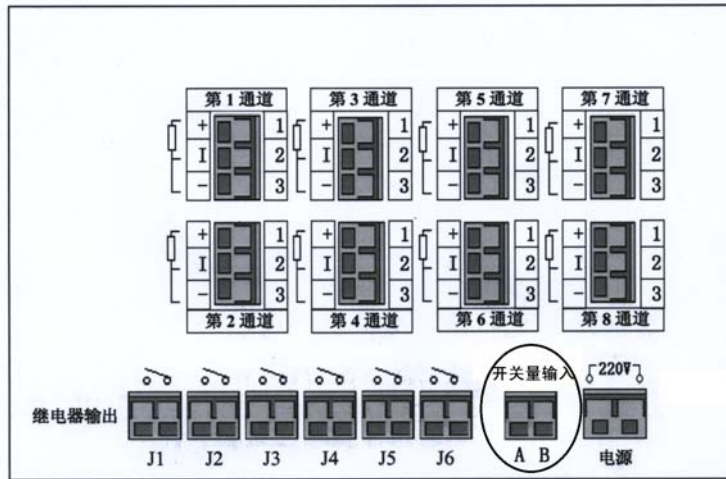 第 1 通道 第 3 通道 第 5 通道 第 7 通道
+ 1 + 1 + 1 + 1
I 2 I 2 I 2 I 2
− 3 − 3 − 3 − 3
+ 1 + 1 + 1 + 1
I 2 I 2 I 2 I 2
− 3 − 3 − 3 − 3
第 2 通道 第 4 通道 第 6 通道 第 8 通道
开关量输入 220V
继电器输出
J1 J2 J3 J4 J5 J6 A B 电源